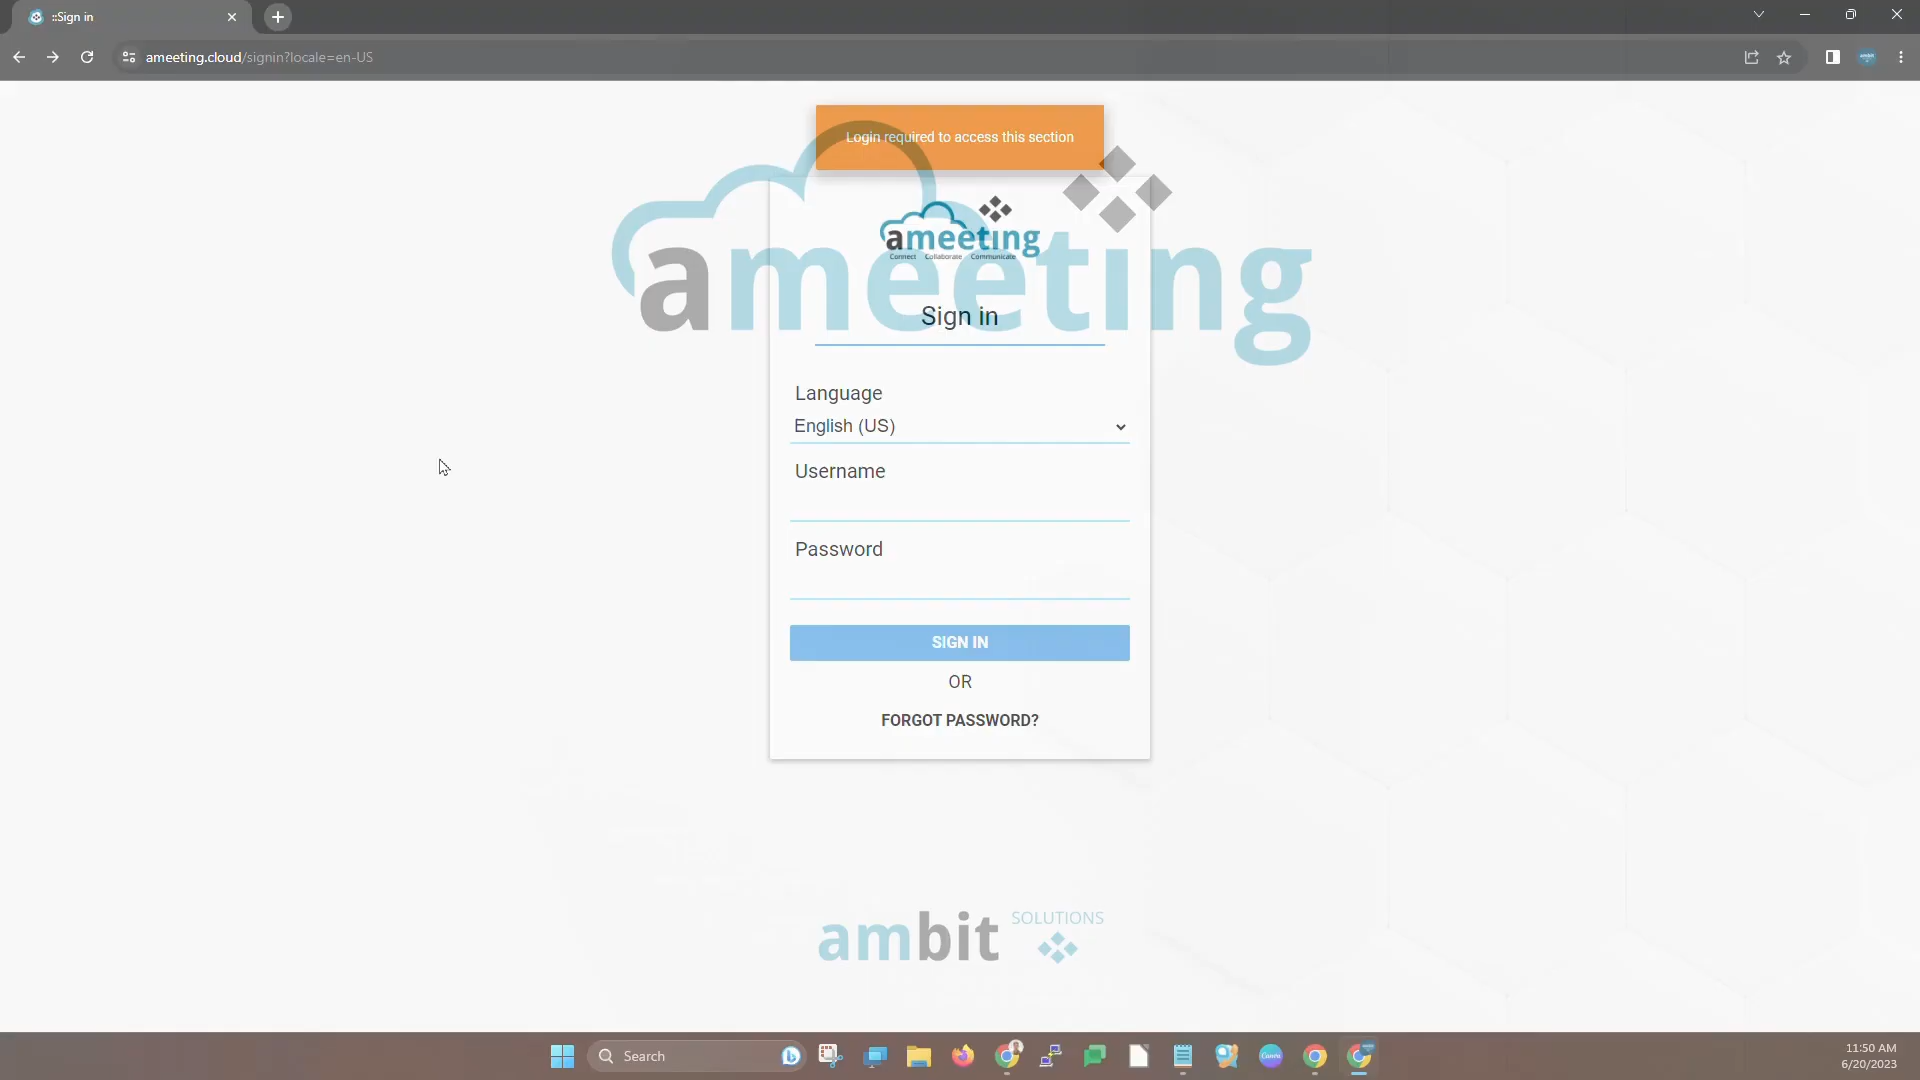 ::Sign in
ameeting.cloud/signin?locale=en-US
Login required to access this section
ameeting
Connect Collaborate Communicate
ameeting
Sign in
Language
English (US)
Username
Password
SIGN IN
OR
FORGOT PASSWORD?
ambit SOLUTIONS
Search
Canva
11:50 AM
6/20/2023